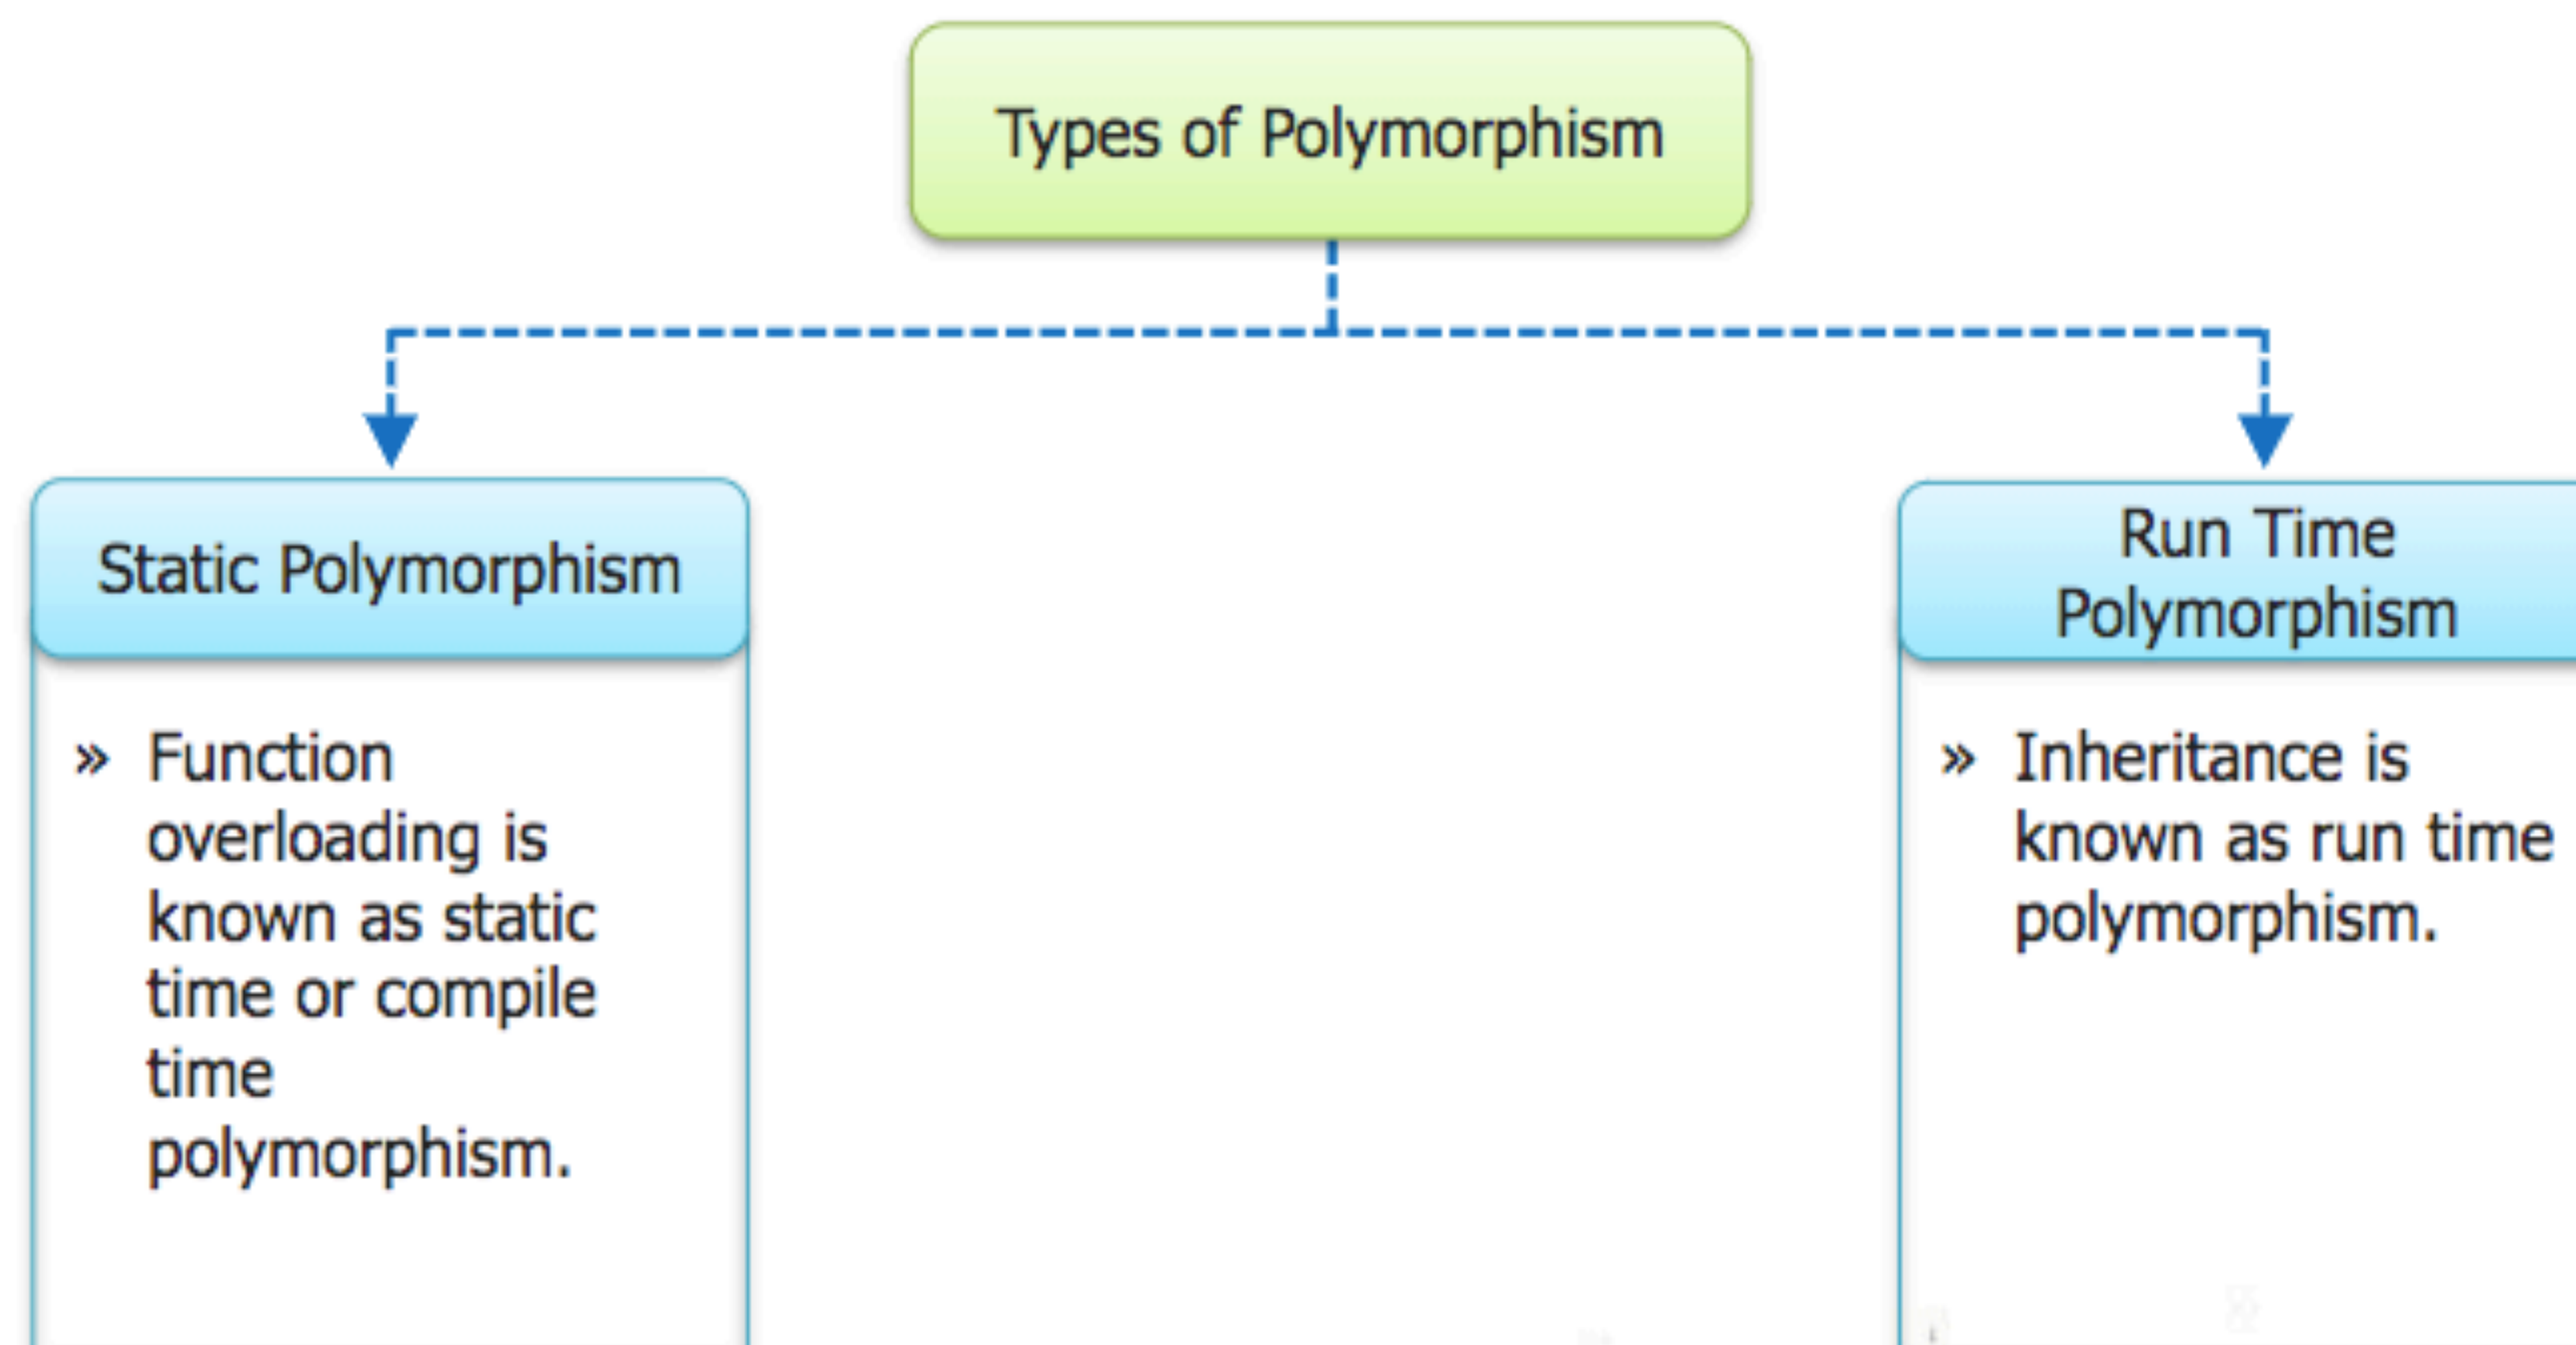 Types of Polymorphism
Static Polymorphism
» Function
overloading is
known as static
time or compile
time
polymorphism.
Run Time
Polymorphism
» Inheritance is
known as run time
polymorphism.